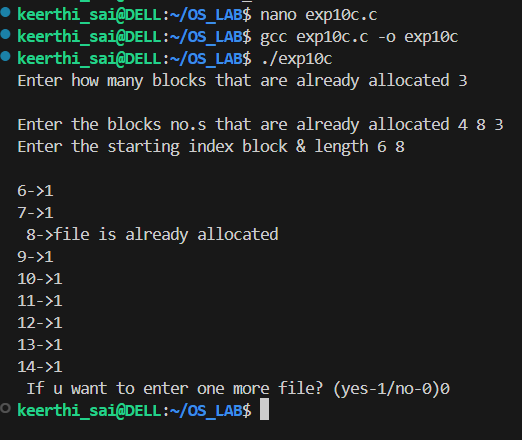 keerthi_sai@DELL:~/OS_LAB$ nano exp10c.c
keerthi_sai@DELL:~/OS_LAB$ gcc exp10c.c -o exp10c
keerthi_sai@DELL:~/OS_LAB$ ./exp10c
Enter how many blocks that are already allocated 3

Enter the blocks no.s that are already allocated 4 8 3
Enter the starting index block & length 6 8

6->1
7->1
 8->file is already allocated
9->1
10->1
11->1
12->1
13->1
14->1
 If u want to enter one more file? (yes-1/no-0)0
keerthi_sai@DELL:~/OS_LAB$